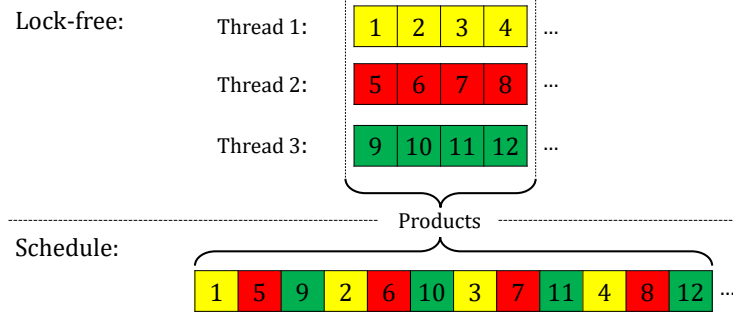 Lock-free: Thread 1: 1 2 3 4 ...
Thread 2: 5 6 7 8 ...
Thread 3: 9 10 11 12 ...
Products
Schedule:
1 5 9 2 6 10 3 7 11 4 8 12 ...